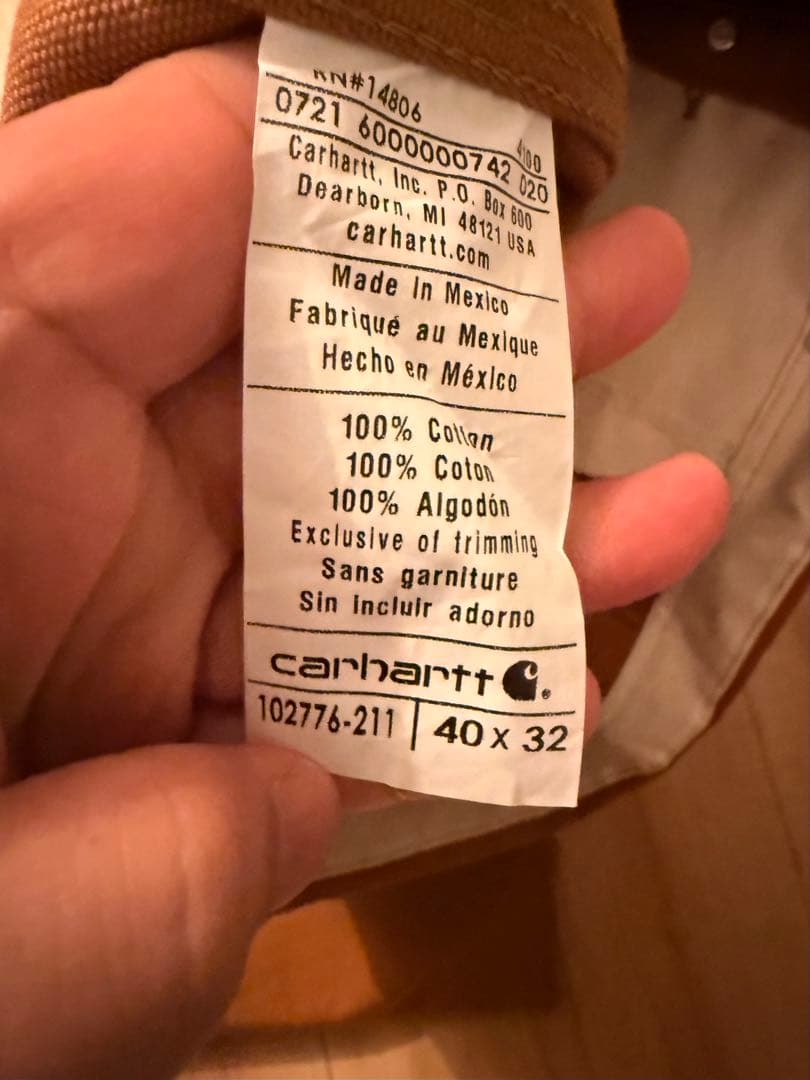 RN#14806
4100
0721 6000000742 020
Carhartt, Inc. P.O. Box 600
Dearborn, MI 48121 USA
carhartt.com
Made in Mexico
Fabriqué au Mexique
Hecho en México
100% Cotton
100% Coton
100% Algodón
Exclusive of trimming
Sans garniture
Sin incluir adorno
carhartt ®
102776-211 40 x 32